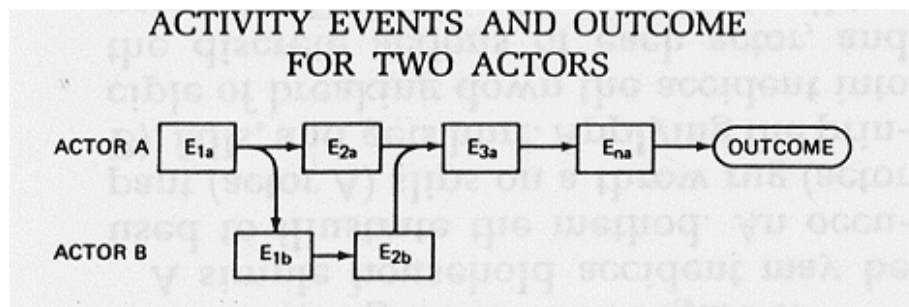 ACTIVITY EVENTS AND OUTCOME
FOR TWO ACTORS
ACTOR A E1a E2a E3a Ena OUTCOME
ACTOR B E1b E2b